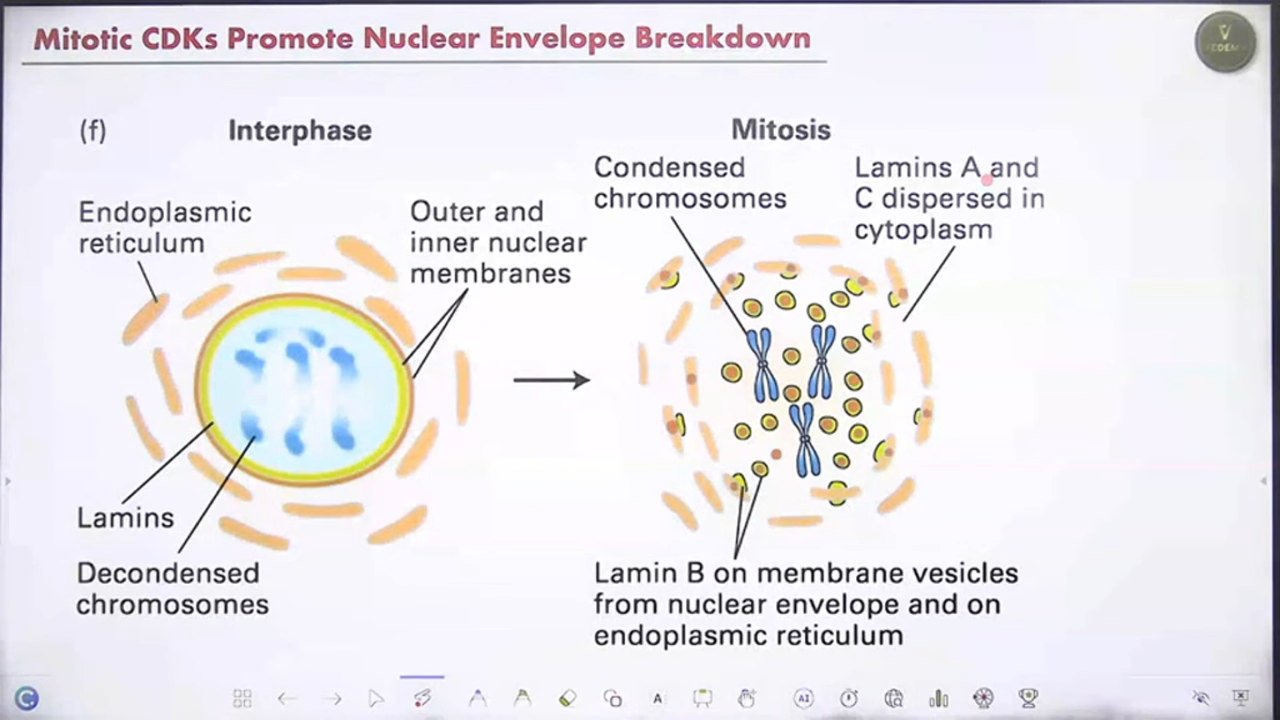 Mitotic CDKs Promote Nuclear Envelope Breakdown
(f)
Interphase
Endoplasmic
reticulum
Outer and
inner nuclear
membranes
Lamins
Decondensed
chromosomes
Mitosis
Condensed
chromosomes
Lamins A and
C dispersed in
cytoplasm
Lamin B on membrane vesicles
from nuclear envelope and on
endoplasmic reticulum
A
AI